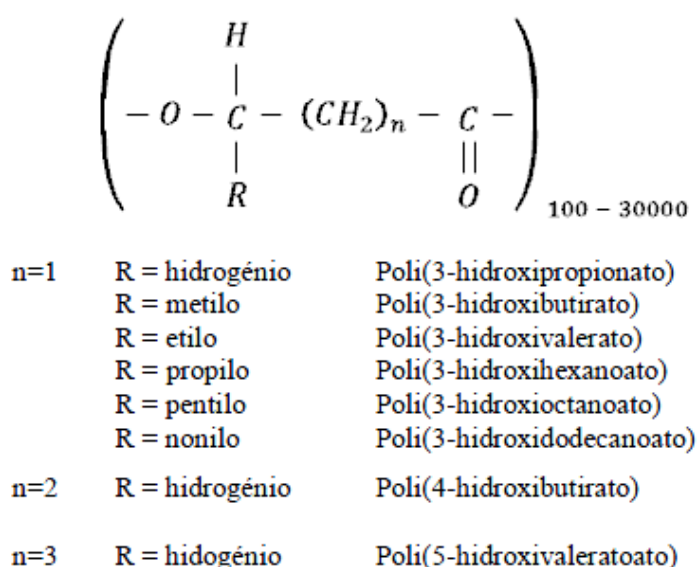 H
|
( – O – C – (CH₂)ₙ – C – )
| ||
R O
100 – 30000
n=1 R = hidrogénio Poli(3-hidroxipropionato)
R = metilo Poli(3-hidroxibutirato)
R = etilo Poli(3-hidroxivalerato)
R = propilo Poli(3-hidroxihexanoato)
R = pentilo Poli(3-hidroxioctanoato)
R = nonilo Poli(3-hidroxidodecanoato)
n=2 R = hidrogénio Poli(4-hidroxibutirato)
n=3 R = hidogénio Poli(5-hidroxivaleratoato)